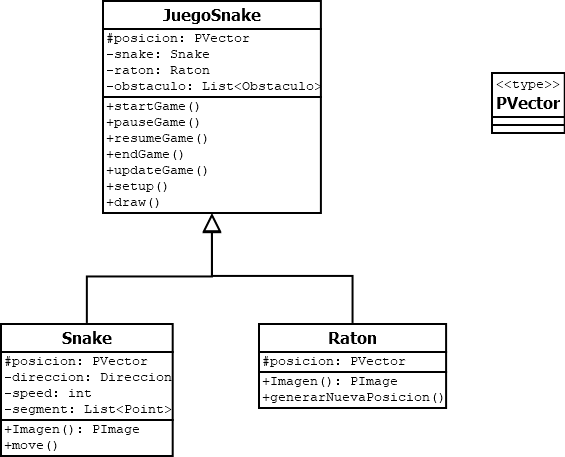 JuegoSnake
#posicion: PVector
-snake: Snake
-raton: Raton
-obstaculo: List<Obstaculo>
+startGame()
+pauseGame()
+resumeGame()
+endGame()
+updateGame()
+setup()
+draw()
<<type>>
PVector
Snake
#posicion: PVector
-direccion: Direccion
-speed: int
-segment: List<Point>
+Imagen(): PImage
+move()
Raton
#posicion: PVector
+Imagen(): PImage
+generarNuevaPosicion()